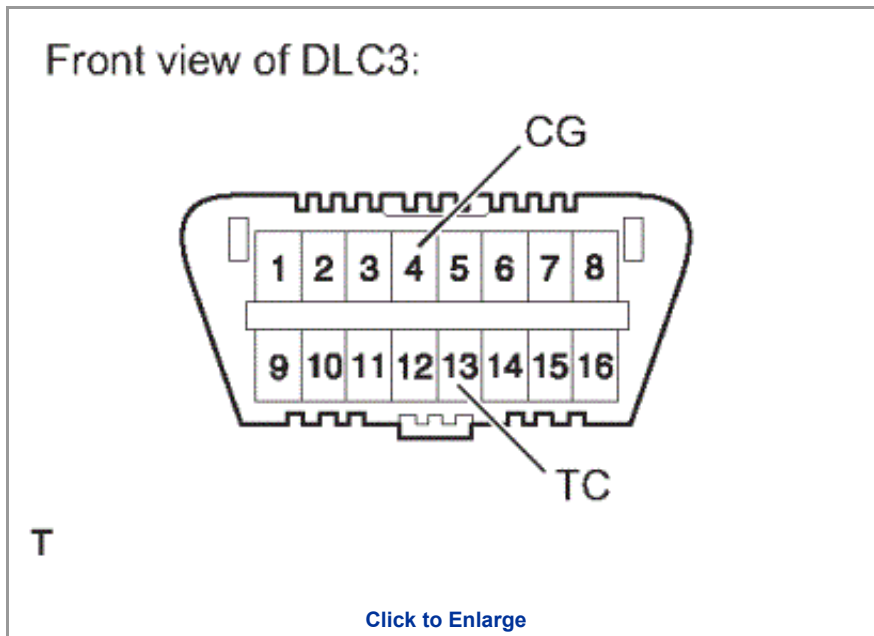 Front view of DLC3:
CG
1 2 3 4 5 6 7 8
9 10 11 12 13 14 15 16
TC
T
Click to Enlarge